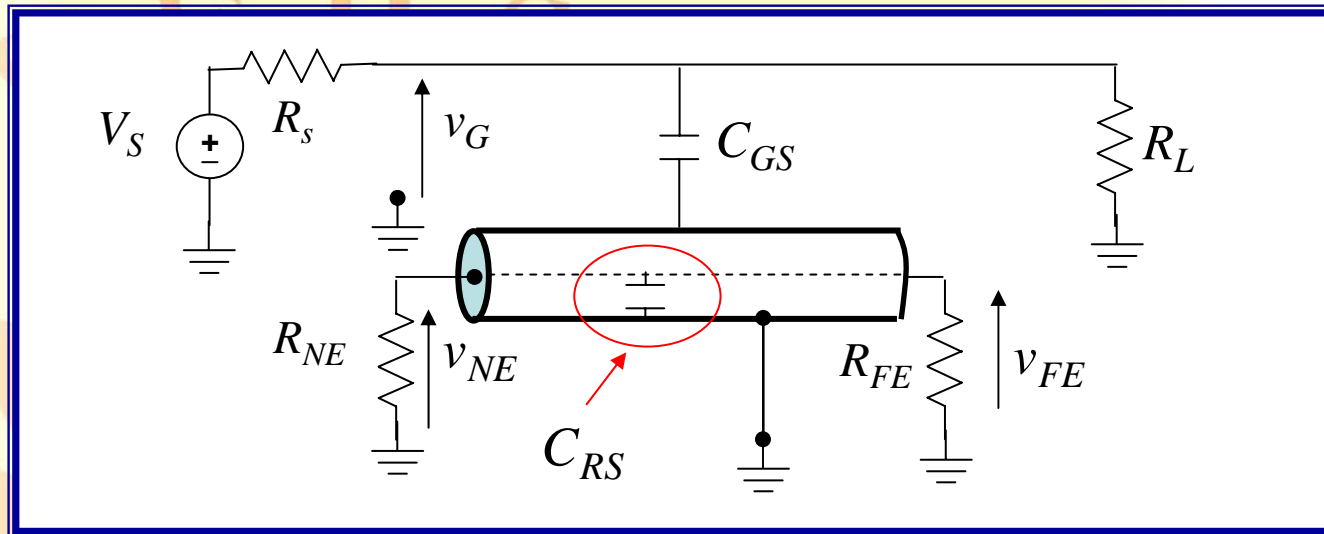 V_S
+
−
R_s
v_G
C_GS
R_L
R_NE
v_NE
C_RS
R_FE
v_FE